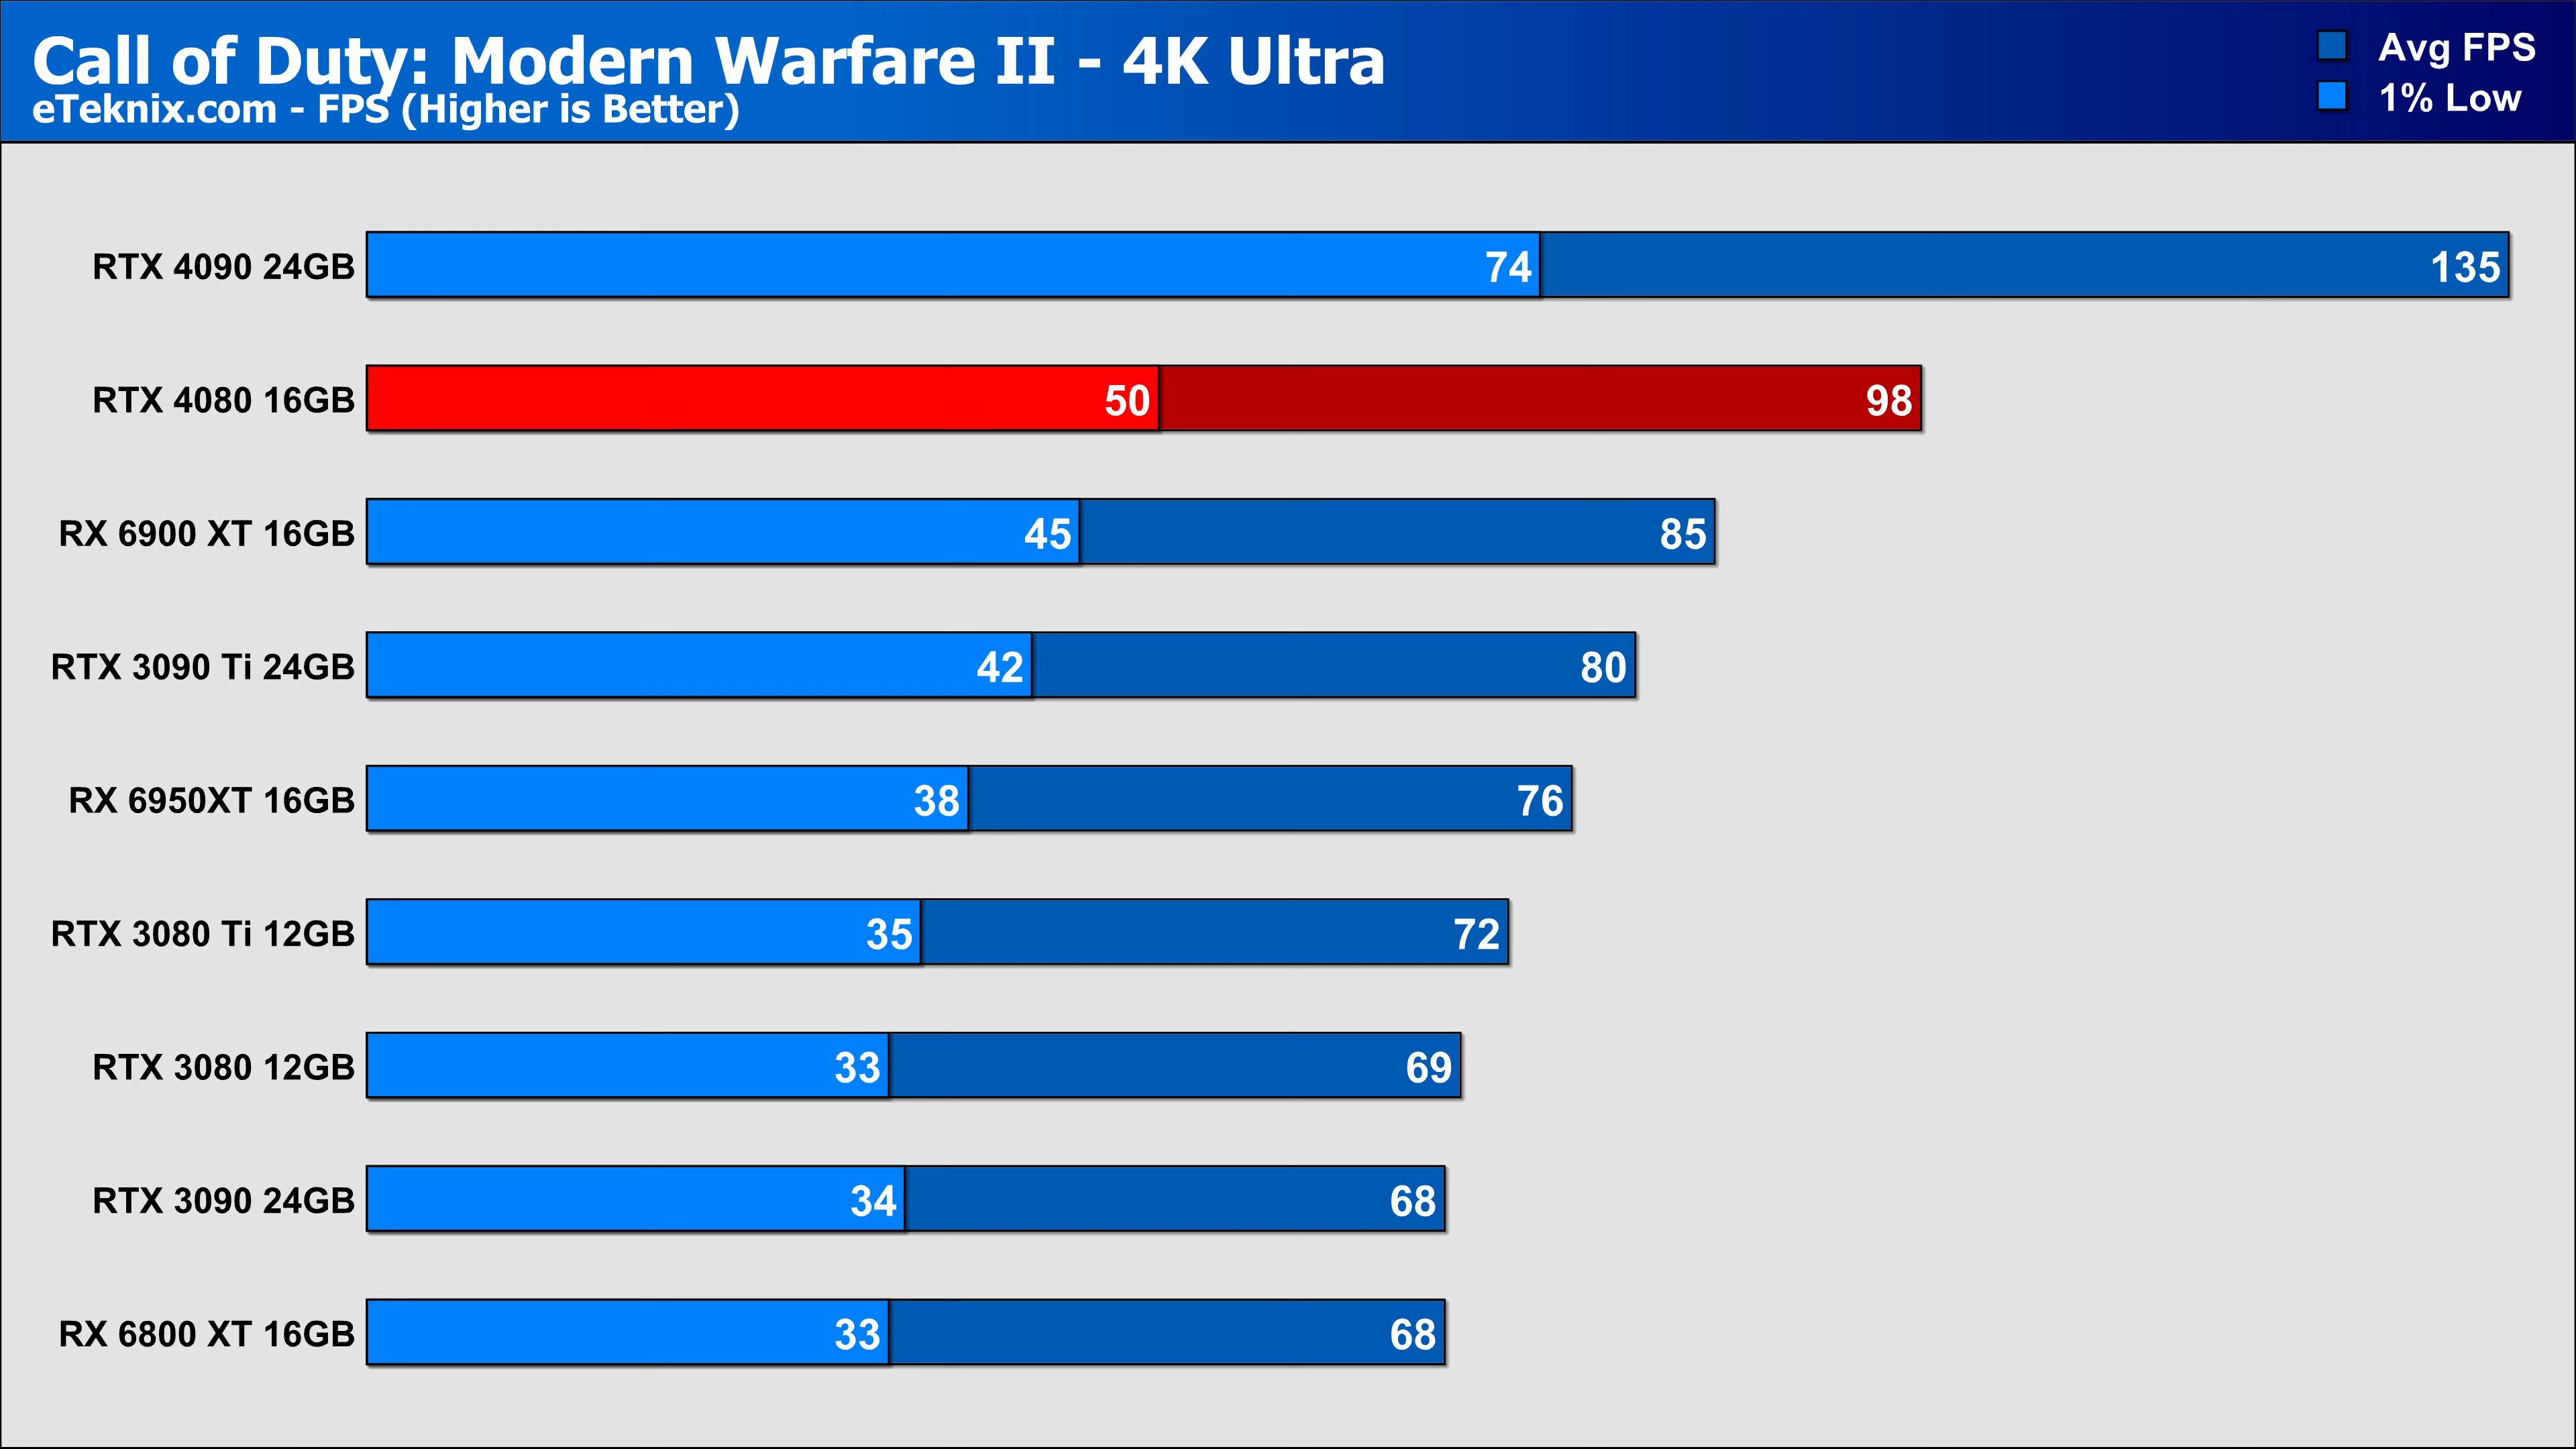 Call of Duty: Modern Warfare II - 4K Ultra
eTeknix.com - FPS (Higher is Better)
Avg FPS
1% Low
RTX 4090 24GB 74 135
RTX 4080 16GB 50 98
RX 6900 XT 16GB 45 85
RTX 3090 Ti 24GB 42 80
RX 6950XT 16GB 38 76
RTX 3080 Ti 12GB 35 72
RTX 3080 12GB 33 69
RTX 3090 24GB 34 68
RX 6800 XT 16GB 33 68